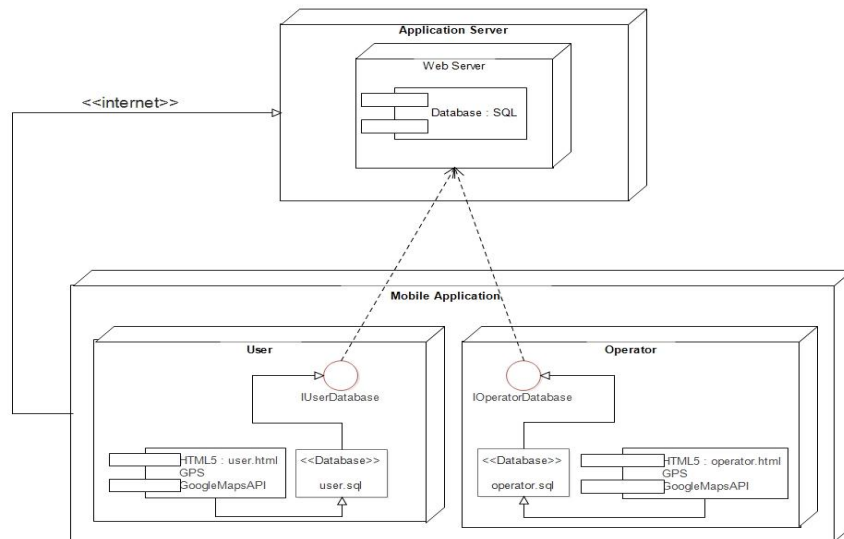 Application Server
Web Server
<<internet>>
Database : SQL
Mobile Application
User
Operator
IUserDatabase
IOperatorDatabase
HTML5 : user.html
GPS
GoogleMapsAPI
<<Database>>
user.sql
<<Database>>
operator.sql
HTML5 : operator.html
GPS
GoogleMapsAPI